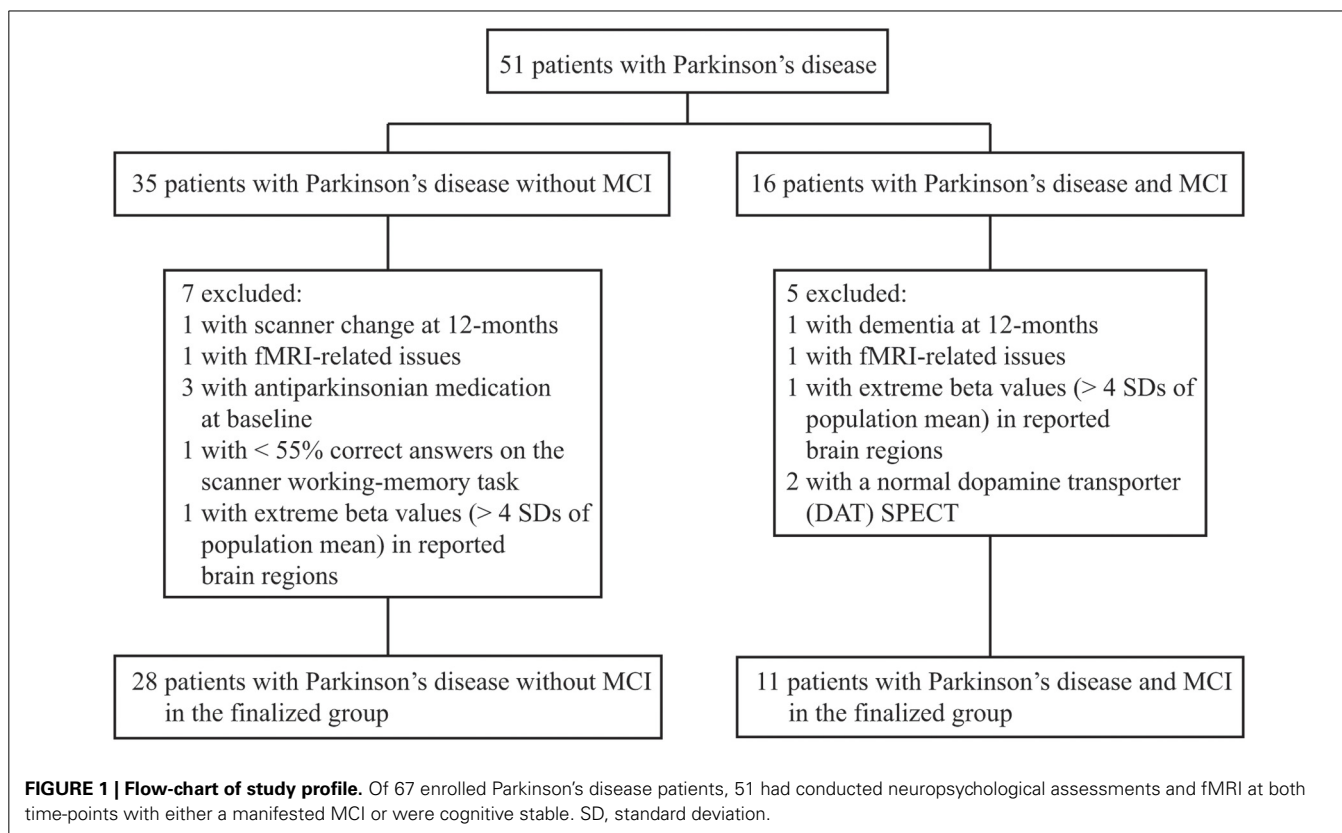 51 patients with Parkinson’s disease
35 patients with Parkinson’s disease without MCI
16 patients with Parkinson’s disease and MCI
7 excluded:
1 with scanner change at 12-months
1 with fMRI-related issues
3 with antiparkinsonian medication
at baseline
1 with < 55% correct answers on the
scanner working-memory task
1 with extreme beta values (> 4 SDs of
population mean) in reported
brain regions
5 excluded:
1 with dementia at 12-months
1 with fMRI-related issues
1 with extreme beta values (> 4 SDs of
population mean) in reported
brain regions
2 with a normal dopamine transporter
(DAT) SPECT
28 patients with Parkinson’s disease without MCI
in the finalized group
11 patients with Parkinson’s disease and MCI
in the finalized group
FIGURE 1 | Flow-chart of study profile. Of 67 enrolled Parkinson’s disease patients, 51 had conducted neuropsychological assessments and fMRI at both
time-points with either a manifested MCI or were cognitive stable. SD, standard deviation.